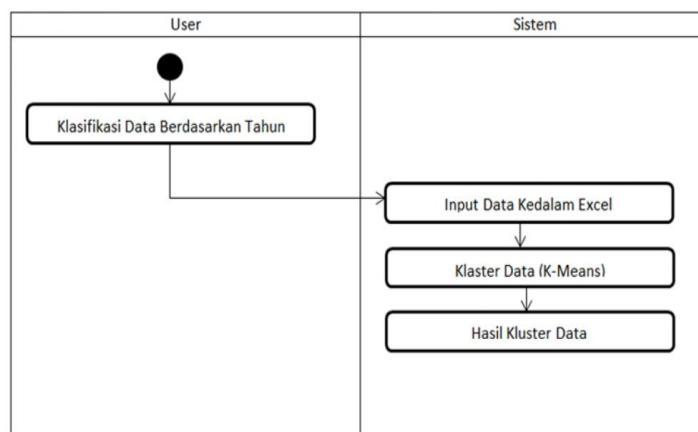 User
Sistem
Klasifikasi Data Berdasarkan Tahun
Input Data Kedalam Excel
Klaster Data (K-Means)
Hasil Kluster Data